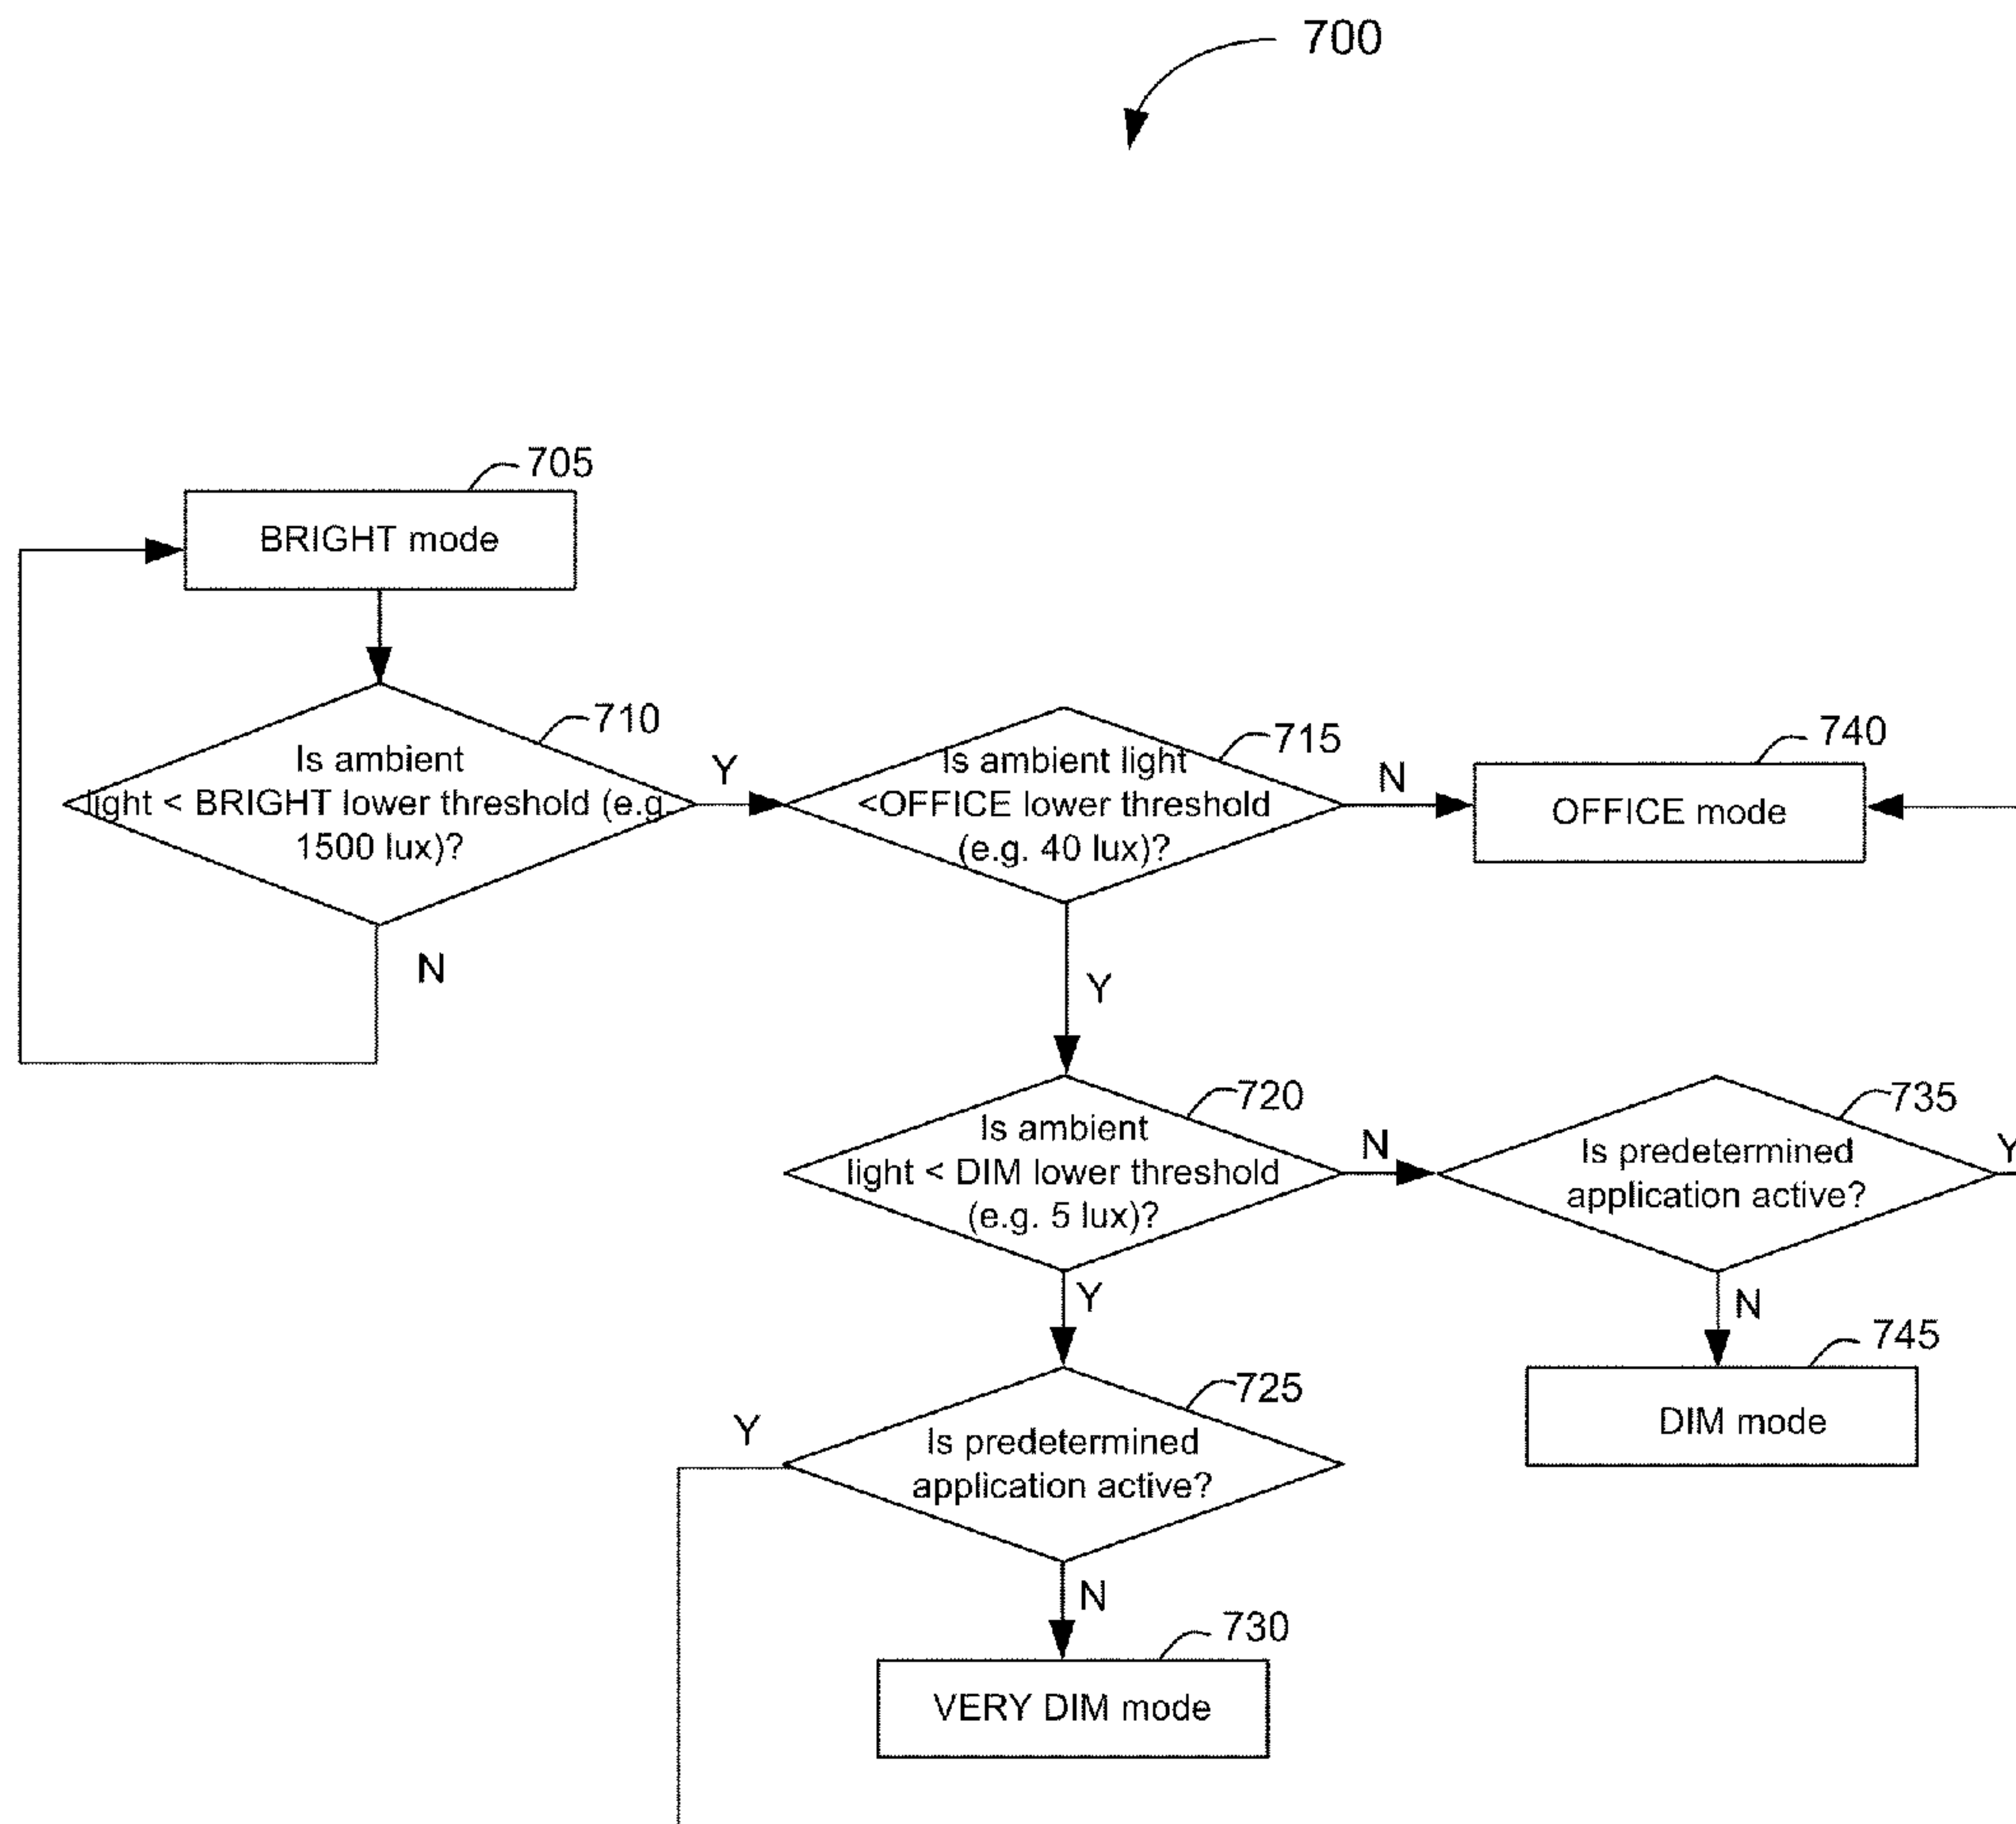 700
705
BRIGHT mode
710
Is ambient
light < BRIGHT lower threshold (e.g.
1500 lux)?
Y
N
715
Is ambient light
<OFFICE lower threshold
(e.g. 40 lux)?
N
740
OFFICE mode
Y
720
Is ambient
light < DIM lower threshold
(e.g. 5 lux)?
N
735
Is predetermined
application active?
Y
Y
N
725
Is predetermined
application active?
Y
745
DIM mode
N
730
VERY DIM mode